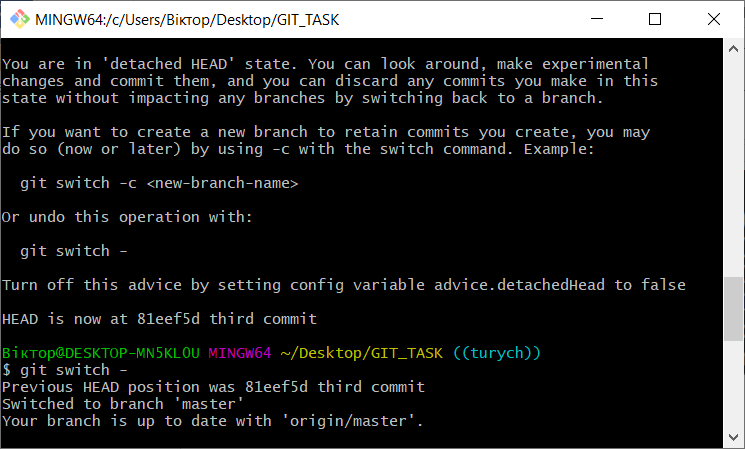 MINGW64:/c/Users/Віктор/Desktop/GIT_TASK
You are in 'detached HEAD' state. You can look around, make experimental
changes and commit them, and you can discard any commits you make in this
state without impacting any branches by switching back to a branch.
If you want to create a new branch to retain commits you create, you may
do so (now or later) by using -c with the switch command. Example:
git switch -c <new-branch-name>
Or undo this operation with:
git switch -
Turn off this advice by setting config variable advice.detachedHead to false
HEAD is now at 81eef5d third commit
Віктор@DESKTOP-MN5KL0U MINGW64 ~/Desktop/GIT_TASK ((turych))
$ git switch -
Previous HEAD position was 81eef5d third commit
Switched to branch 'master'
Your branch is up to date with 'origin/master'.